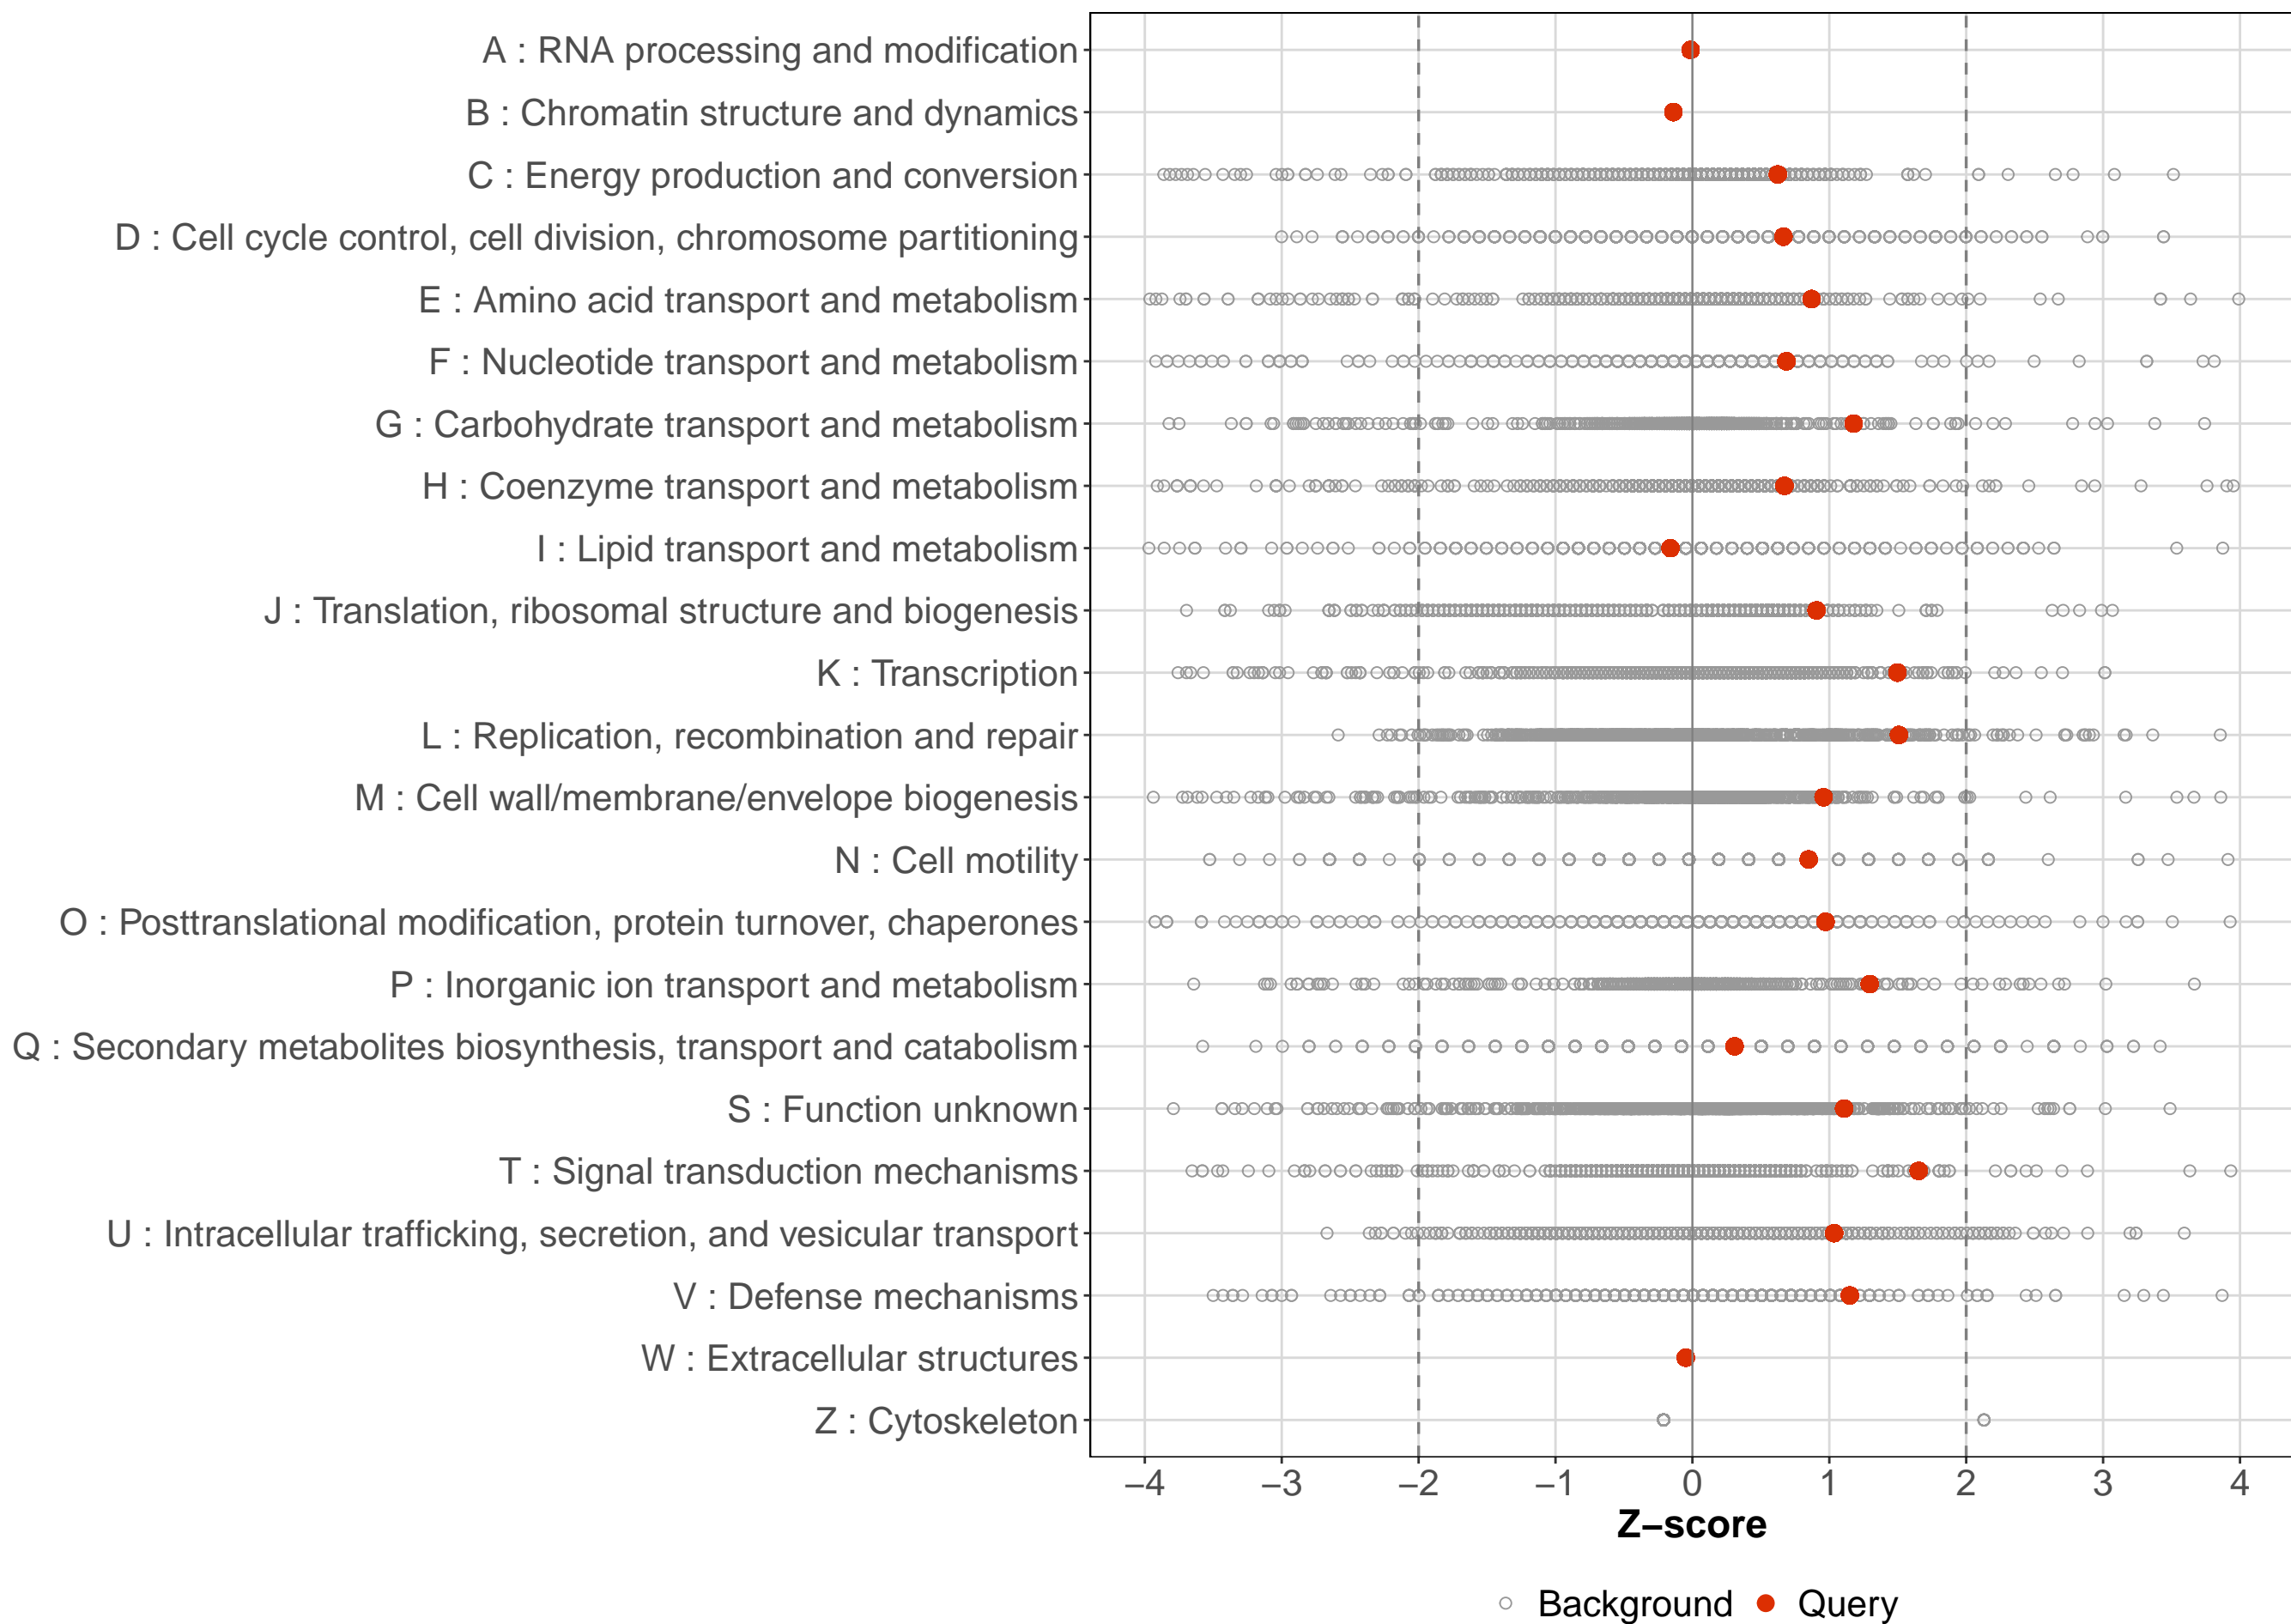 A : RNA processing and modification
B : Chromatin structure and dynamics
C : Energy production and conversion
D : Cell cycle control, cell division, chromosome partitioning
E : Amino acid transport and metabolism
F : Nucleotide transport and metabolism
G : Carbohydrate transport and metabolism
H : Coenzyme transport and metabolism
I : Lipid transport and metabolism
J : Translation, ribosomal structure and biogenesis
K : Transcription
L : Replication, recombination and repair
M : Cell wall/membrane/envelope biogenesis
N : Cell motility
O : Posttranslational modification, protein turnover, chaperones
P : Inorganic ion transport and metabolism
Q : Secondary metabolites biosynthesis, transport and catabolism
S : Function unknown
T : Signal transduction mechanisms
U : Intracellular trafficking, secretion, and vesicular transport
V : Defense mechanisms
W : Extracellular structures
Z : Cytoskeleton
−4 −3 −2 −1 0 1 2 3 4
Z−score
Background Query